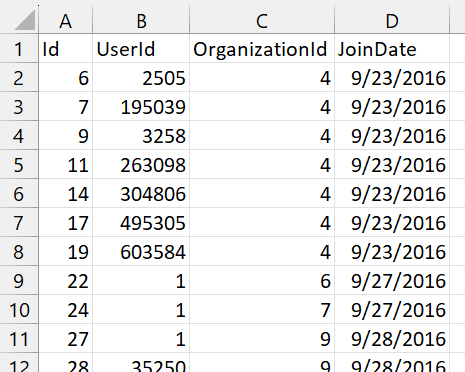 A B C D
1 Id UserId OrganizationId JoinDate
2 6 2505 4 9/23/2016
3 7 195039 4 9/23/2016
4 9 3258 4 9/23/2016
5 11 263098 4 9/23/2016
6 14 304806 4 9/23/2016
7 17 495305 4 9/23/2016
8 19 603584 4 9/23/2016
9 22 1 6 9/27/2016
10 24 1 7 9/27/2016
11 27 1 9 9/28/2016
12 28 35250 9 9/28/2016